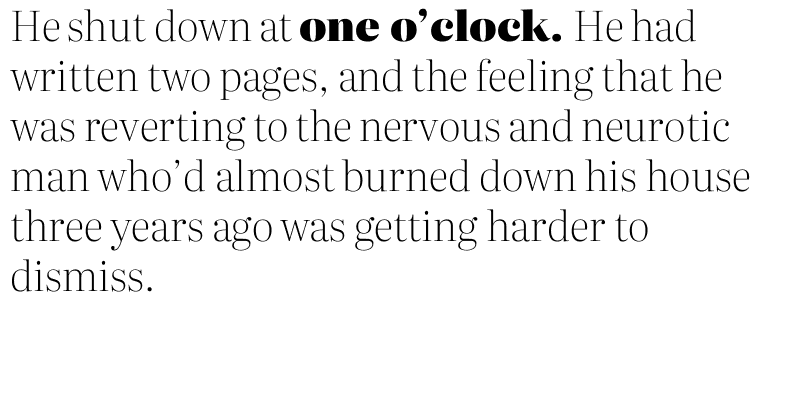 He shut down at one o’clock. He had
written two pages, and the feeling that he
was reverting to the nervous and neurotic
man who’d almost burned down his house
three years ago was getting harder to
dismiss.